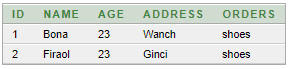 ID NAME AGE ADDRESS ORDERS
1 Bona 23 Wanch shoes
2 Firaol 23 Ginci shoes